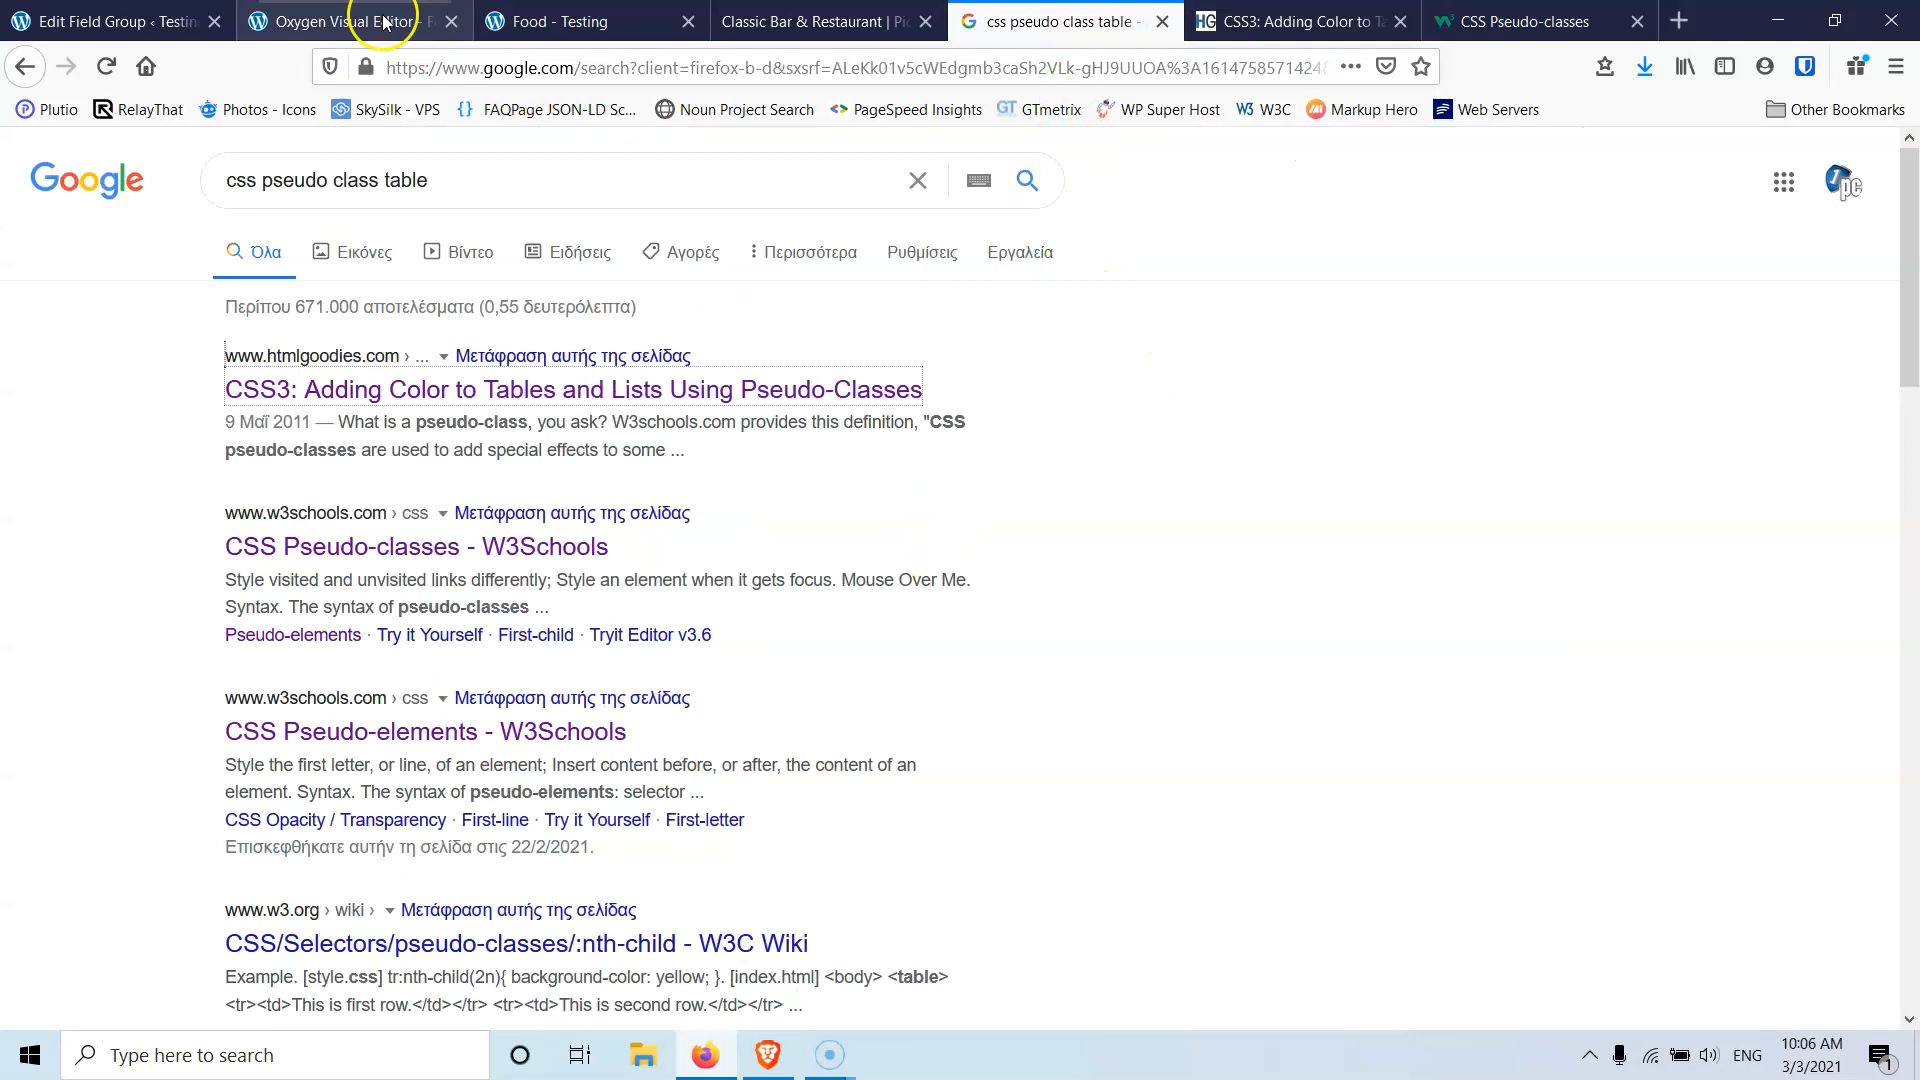 Edit Field Group ‹ Testin
Oxygen Visual Editor - F
Food - Testing
Classic Bar & Restaurant | Pi
css pseudo class table -
HG CSS3: Adding Color to Ta
CSS Pseudo-classes
https://www.google.com/search?client=firefox-b-d&sxsrf=ALeKk01v5cWEdgmb3caSh2VLk-gHJ9UUOA%3A1614758571424
Plutio
RelayThat
Photos - Icons
SkySilk - VPS
{} FAQPage JSON-LD Sc...
Noun Project Search
PageSpeed Insights
GT GTmetrix
WP Super Host
W3 W3C
Markup Hero
Web Servers
Other Bookmarks
Google
css pseudo class table
1pc
Όλα
Εικόνες
Βίντεο
Ειδήσεις
Αγορές
Περισσότερα
Ρυθμίσεις
Εργαλεία
Περίπου 671.000 αποτελέσματα (0,55 δευτερόλεπτα)
www.htmlgoodies.com › ... Μετάφραση αυτής της σελίδας
CSS3: Adding Color to Tables and Lists Using Pseudo-Classes
9 Μαΐ 2011 — What is a pseudo-class, you ask? W3schools.com provides this definition, "CSS
pseudo-classes are used to add special effects to some ...
www.w3schools.com › css Μετάφραση αυτής της σελίδας
CSS Pseudo-classes - W3Schools
Style visited and unvisited links differently; Style an element when it gets focus. Mouse Over Me.
Syntax. The syntax of pseudo-classes ...
Pseudo-elements · Try it Yourself · First-child · Tryit Editor v3.6
www.w3schools.com › css Μετάφραση αυτής της σελίδας
CSS Pseudo-elements - W3Schools
Style the first letter, or line, of an element; Insert content before, or after, the content of an
element. Syntax. The syntax of pseudo-elements: selector ...
CSS Opacity / Transparency · First-line · Try it Yourself · First-letter
Επισκεφθήκατε αυτήν τη σελίδα στις 22/2/2021.
www.w3.org › wiki › Μετάφραση αυτής της σελίδας
CSS/Selectors/pseudo-classes/:nth-child - W3C Wiki
Example. [style.css] tr:nth-child(2n){ background-color: yellow; }. [index.html] <body> <table>
<tr><td>This is first row.</td></tr> <tr><td>This is second row.</td></tr> ...
Type here to search
ENG
10:06 AM
3/3/2021
1